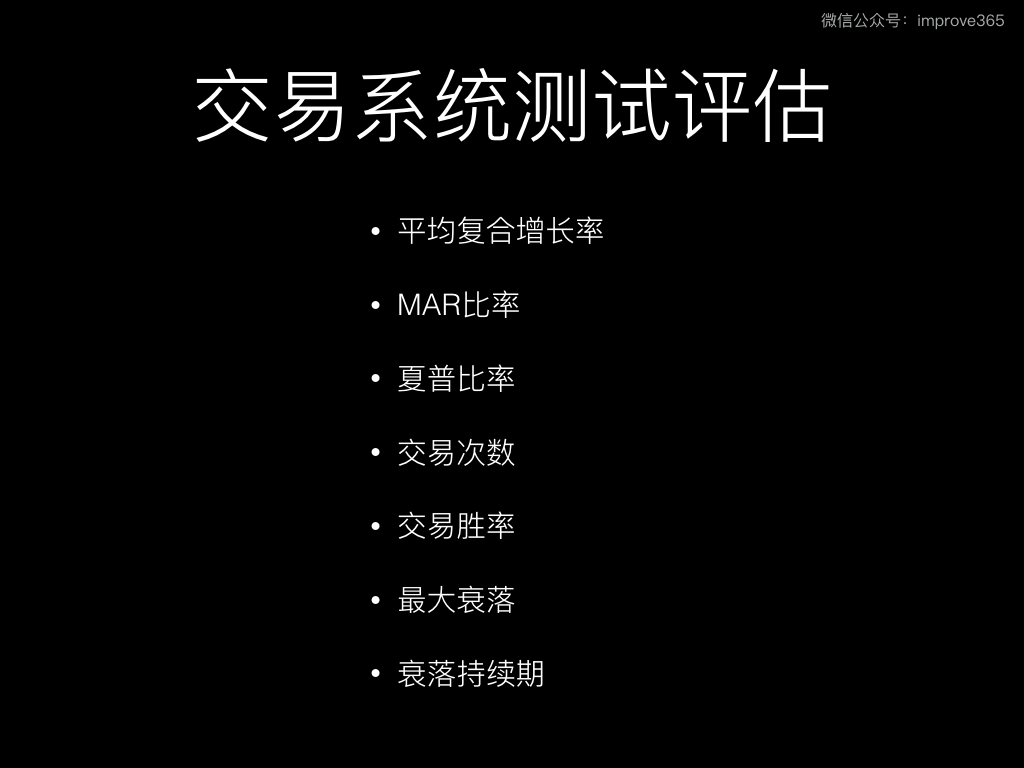 微信公众号：improve365
交易系统测试评估
• 平均复合增长率
• MAR比率
• 夏普比率
• 交易次数
• 交易胜率
• 最大衰落
• 衰落持续期